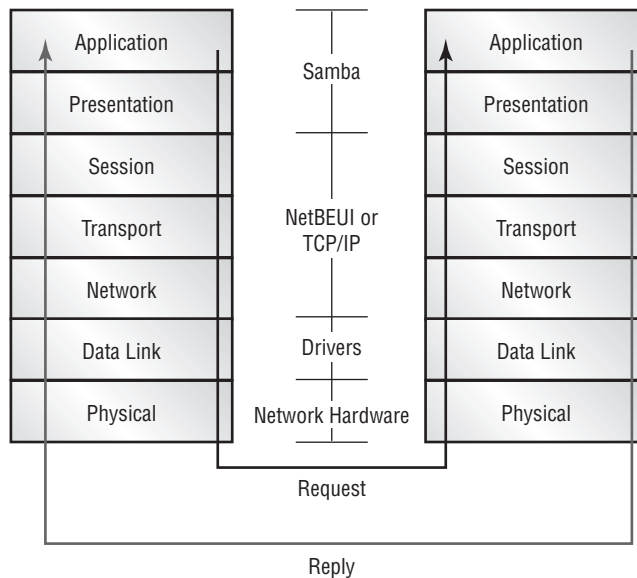 Application
Presentation
Session
Transport
Network
Data Link
Physical
Samba
NetBEUI or
TCP/IP
Drivers
Network Hardware
Application
Presentation
Session
Transport
Network
Data Link
Physical
Request
Reply